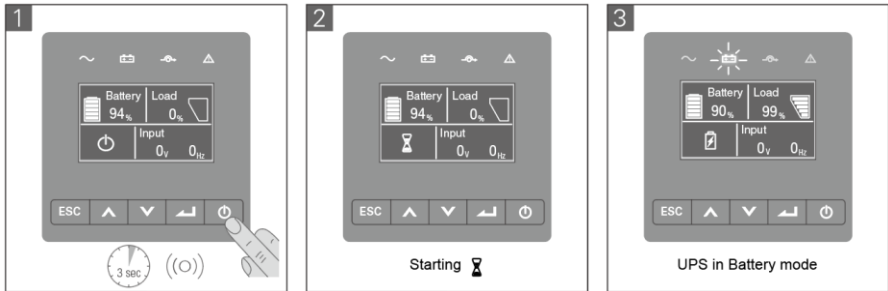 1
Battery Load
94% 0%
Input
0V 0Hz
ESC
3 sec
2
Battery Load
94% 0%
Input
0V 0Hz
ESC
Starting
3
Battery Load
90% 99%
Input
0V 0Hz
ESC
UPS in Battery mode